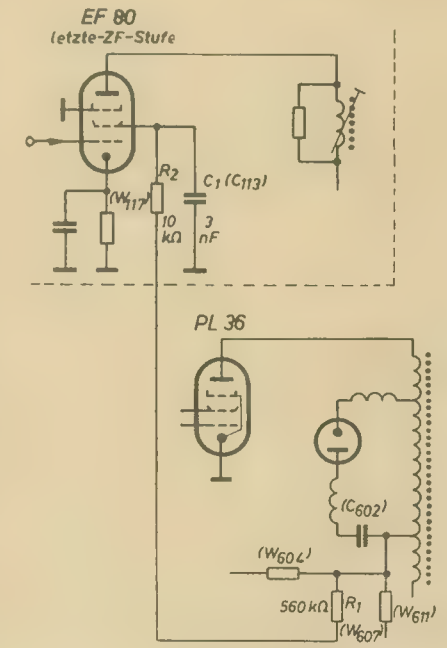 EF 80
letzte-ZF-Stufe
R2
(W117)
C1 (C113)
10
kΩ
3
nF
PL 36
(C602)
(W604)
560 kΩ
R1
(W611)
(W607)